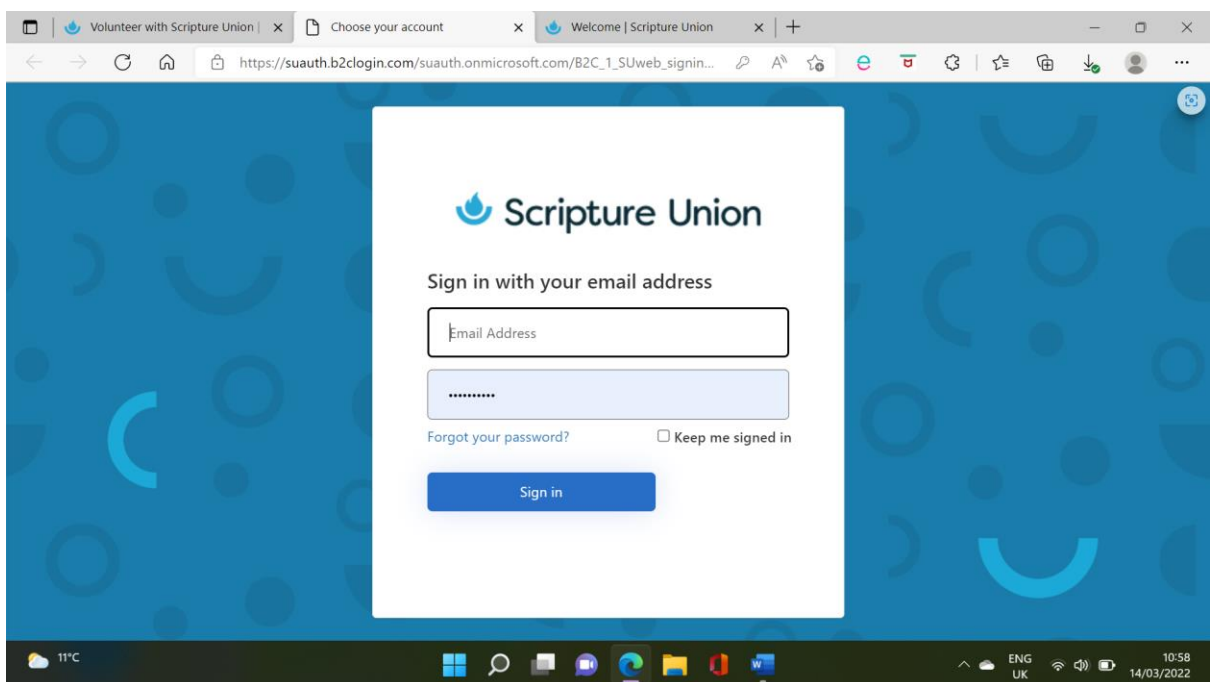 Volunteer with Scripture Union |
Choose your account
Welcome | Scripture Union
https://suauth.b2clogin.com/suauth.onmicrosoft.com/B2C_1_SUweb_signin...
Scripture Union
Sign in with your email address
Email Address
••••••••••
Forgot your password?
Keep me signed in
Sign in
11°C
ENG
UK
10:58
14/03/2022